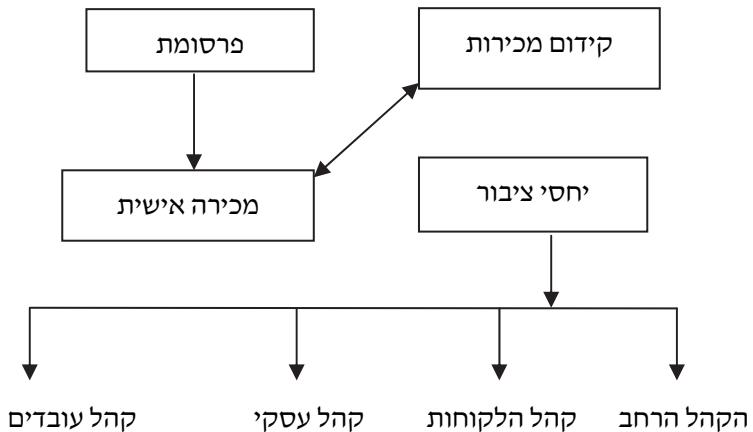 קידום מכירות
פרסומת
יחסי ציבור
מכירה אישית
הקהל הרחב
קהל הלקוחות
קהל עסקי
קהל עובדים